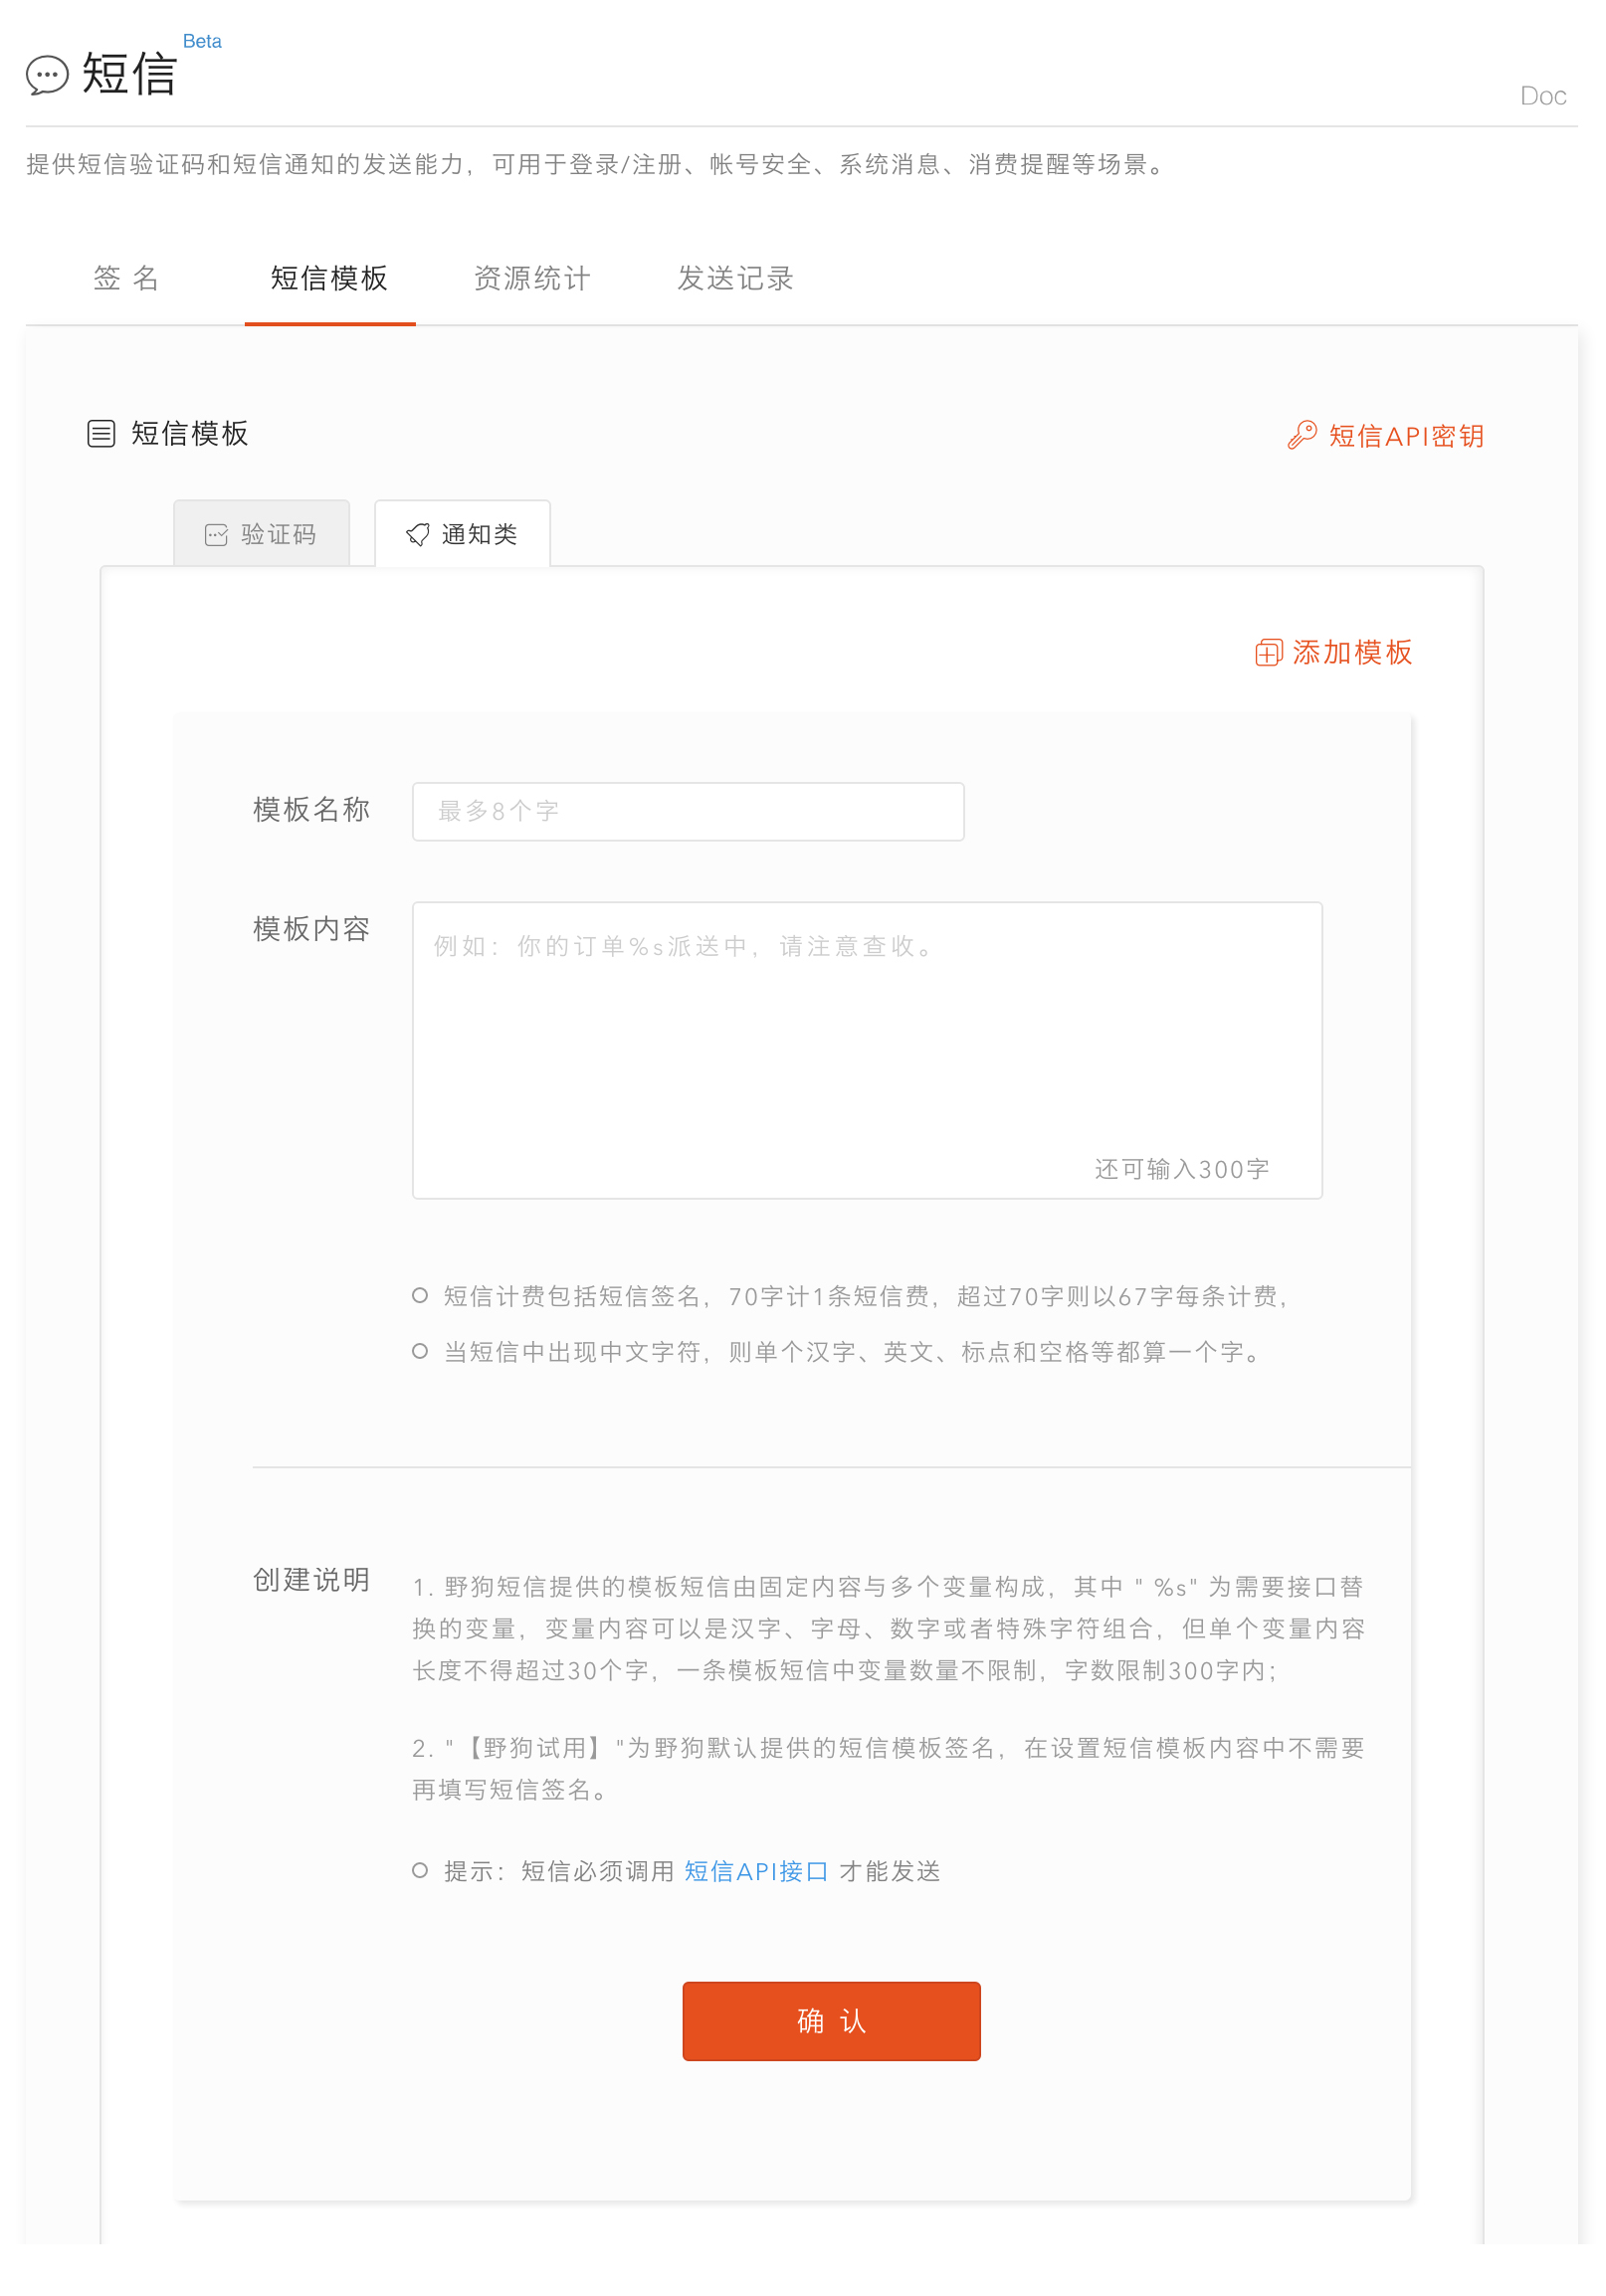 短信 Beta
Doc
提供短信验证码和短信通知的发送能力，可用于登录/注册、帐号安全、系统消息、消费提醒等场景。
签 名 短信模板 资源统计 发送记录
短信模板 短信API密钥
验证码 通知类
添加模板
模板名称 最多8个字
模板内容 例如：你的订单%s派送中，请注意查收。
还可输入300字
短信计费包括短信签名，70字计1条短信费，超过70字则以67字每条计费，
当短信中出现中文字符，则单个汉字、英文、标点和空格等都算一个字。
创建说明 1. 野狗短信提供的模板短信由固定内容与多个变量构成，其中 " %s" 为需要接口替
换的变量，变量内容可以是汉字、字母、数字或者特殊字符组合，但单个变量内容
长度不得超过30个字，一条模板短信中变量数量不限制，字数限制300字内；
2. "【野狗试用】"为野狗默认提供的短信模板签名，在设置短信模板内容中不需要
再填写短信签名。
提示：短信必须调用 短信API接口 才能发送
确 认